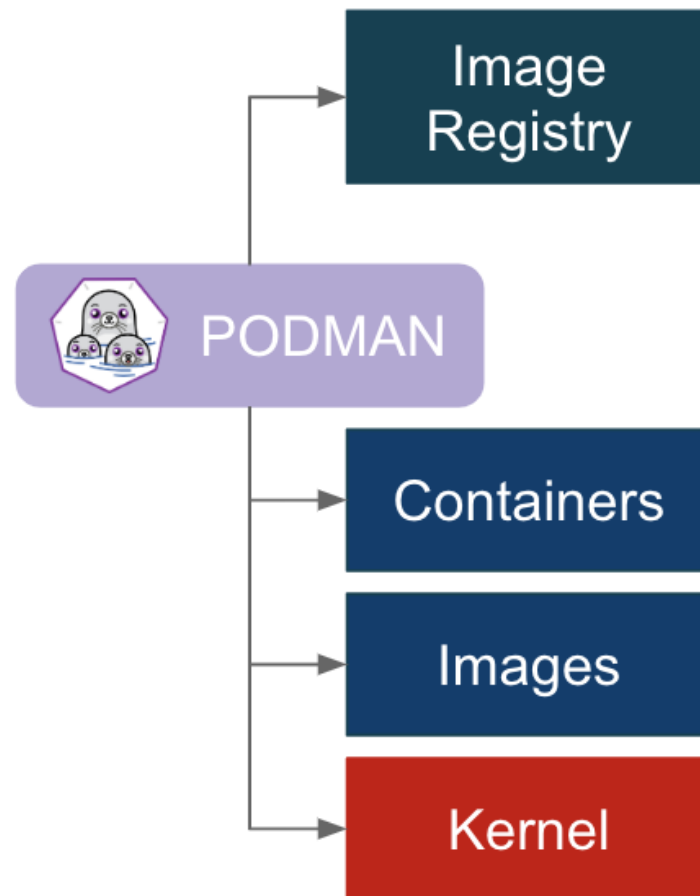 Image
Registry
PODMAN
Containers
Images
Kernel